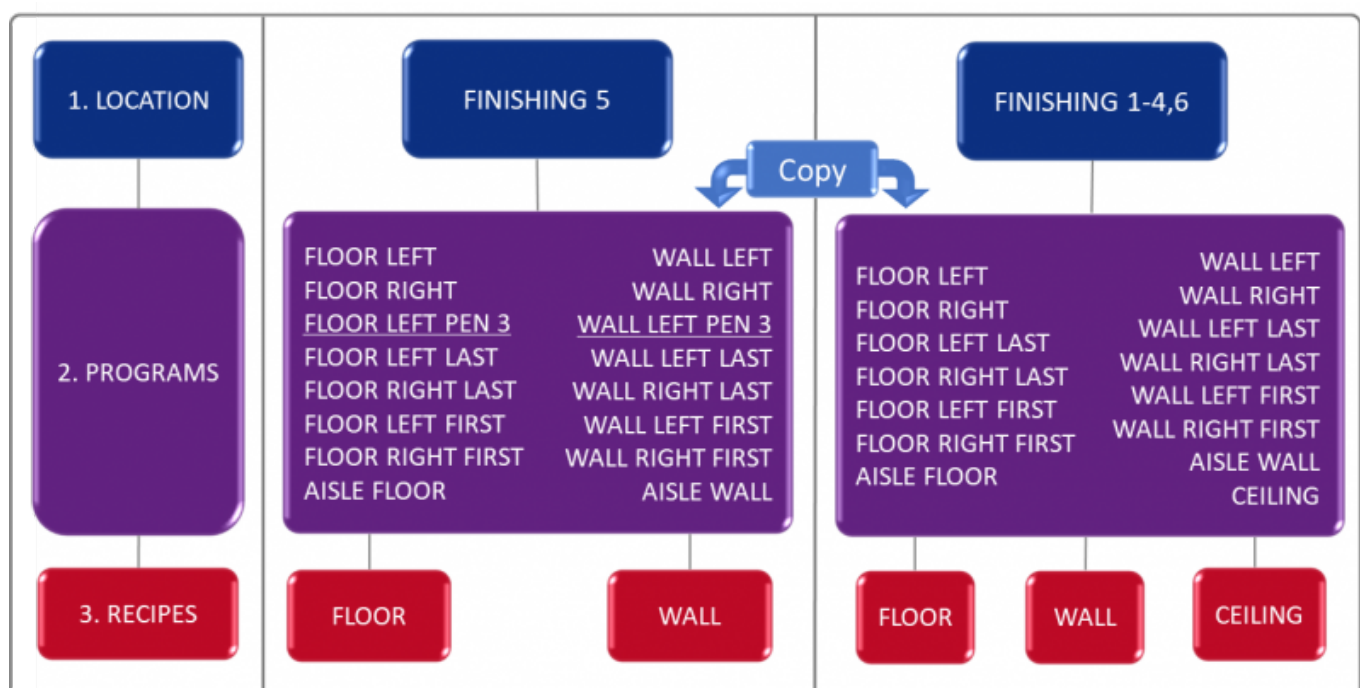 1. LOCATION
FINISHING 5
FINISHING 1-4,6
Copy
2. PROGRAMS
FLOOR LEFT
FLOOR RIGHT
FLOOR LEFT PEN 3
FLOOR LEFT LAST
FLOOR RIGHT LAST
FLOOR LEFT FIRST
FLOOR RIGHT FIRST
AISLE FLOOR
WALL LEFT
WALL RIGHT
WALL LEFT PEN 3
WALL LEFT LAST
WALL RIGHT LAST
WALL LEFT FIRST
WALL RIGHT FIRST
AISLE WALL
FLOOR LEFT
FLOOR RIGHT
FLOOR LEFT LAST
FLOOR RIGHT LAST
FLOOR LEFT FIRST
FLOOR RIGHT FIRST
AISLE FLOOR
WALL LEFT
WALL RIGHT
WALL LEFT LAST
WALL RIGHT LAST
WALL LEFT FIRST
WALL RIGHT FIRST
AISLE WALL
CEILING
3. RECIPES
FLOOR
WALL
FLOOR
WALL
CEILING